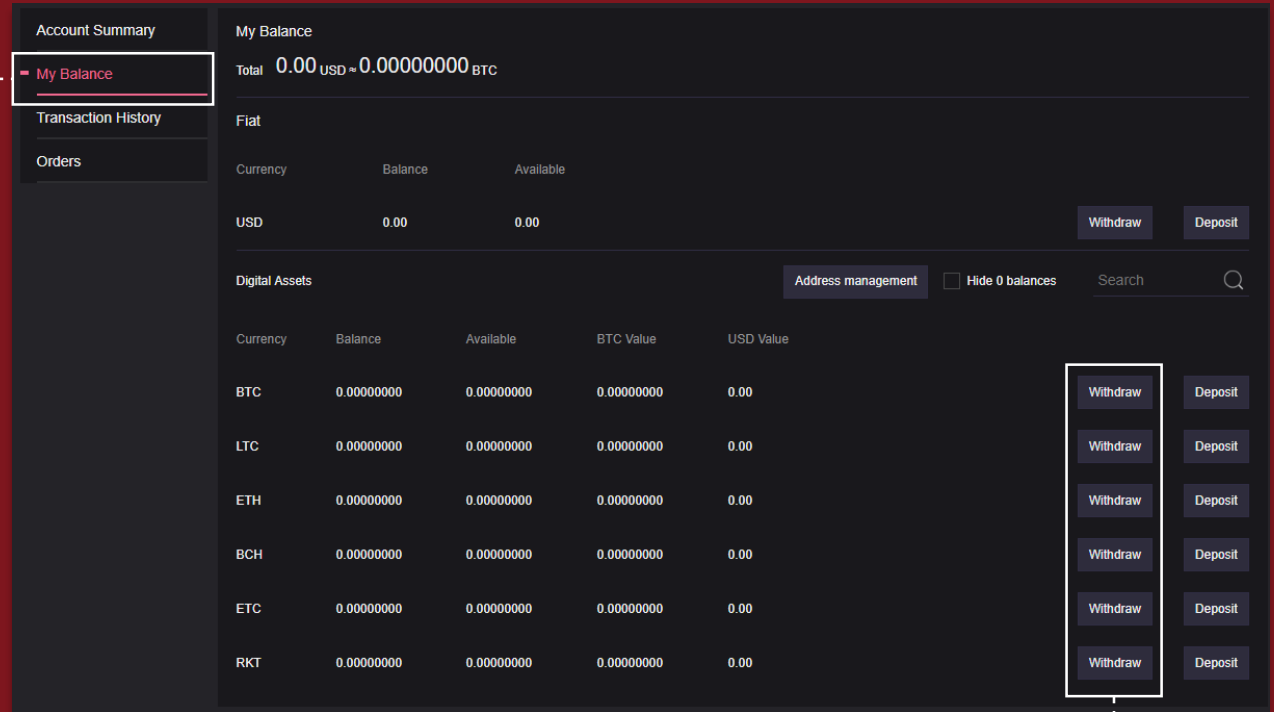 Account Summary
My Balance
Transaction History
Orders
My Balance
Total 0.00 USD ≈ 0.00000000 BTC
Fiat
Currency Balance Available
USD 0.00 0.00 Withdraw Deposit
Digital Assets Address management Hide 0 balances Search
Currency Balance Available BTC Value USD Value
BTC 0.00000000 0.00000000 0.00000000 0.00 Withdraw Deposit
LTC 0.00000000 0.00000000 0.00000000 0.00 Withdraw Deposit
ETH 0.00000000 0.00000000 0.00000000 0.00 Withdraw Deposit
BCH 0.00000000 0.00000000 0.00000000 0.00 Withdraw Deposit
ETC 0.00000000 0.00000000 0.00000000 0.00 Withdraw Deposit
RKT 0.00000000 0.00000000 0.00000000 0.00 Withdraw Deposit